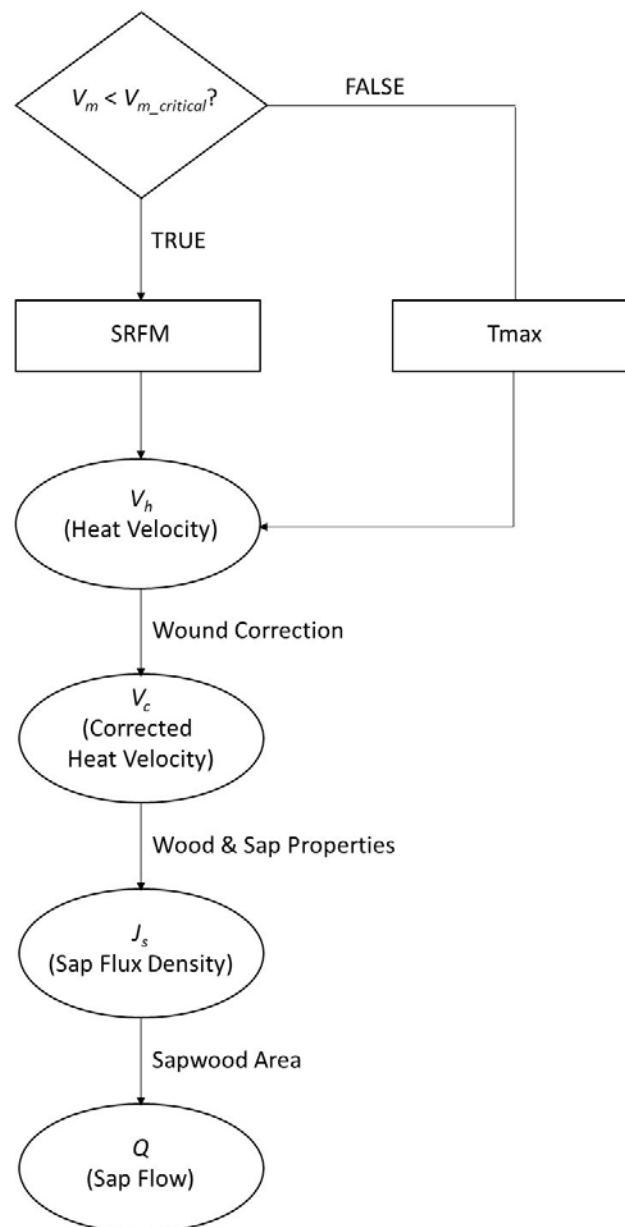 Vm < Vm_critical?
FALSE
TRUE
SRFM
Tmax
Vh
(Heat Velocity)
Wound Correction
Vc
(Corrected
Heat Velocity)
Wood & Sap Properties
Js
(Sap Flux Density)
Sapwood Area
Q
(Sap Flow)